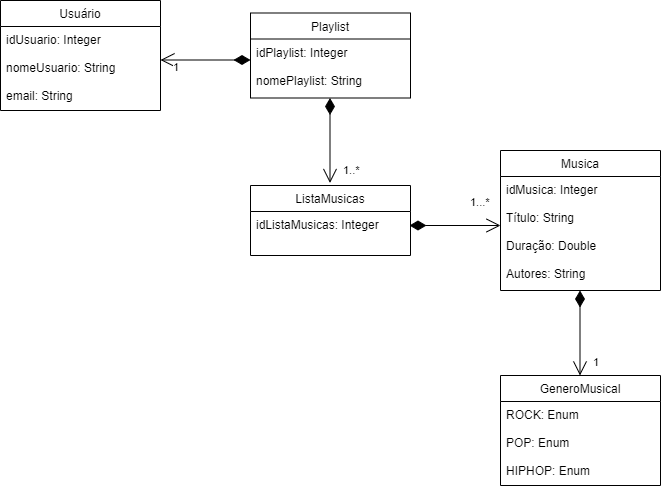 Usuário
idUsuario: Integer
nomeUsuario: String
email: String
1
Playlist
idPlaylist: Integer
nomePlaylist: String
1..*
ListaMusicas
idListaMusicas: Integer
1...*
Musica
idMusica: Integer
Título: String
Duração: Double
Autores: String
1
GeneroMusical
ROCK: Enum
POP: Enum
HIPHOP: Enum